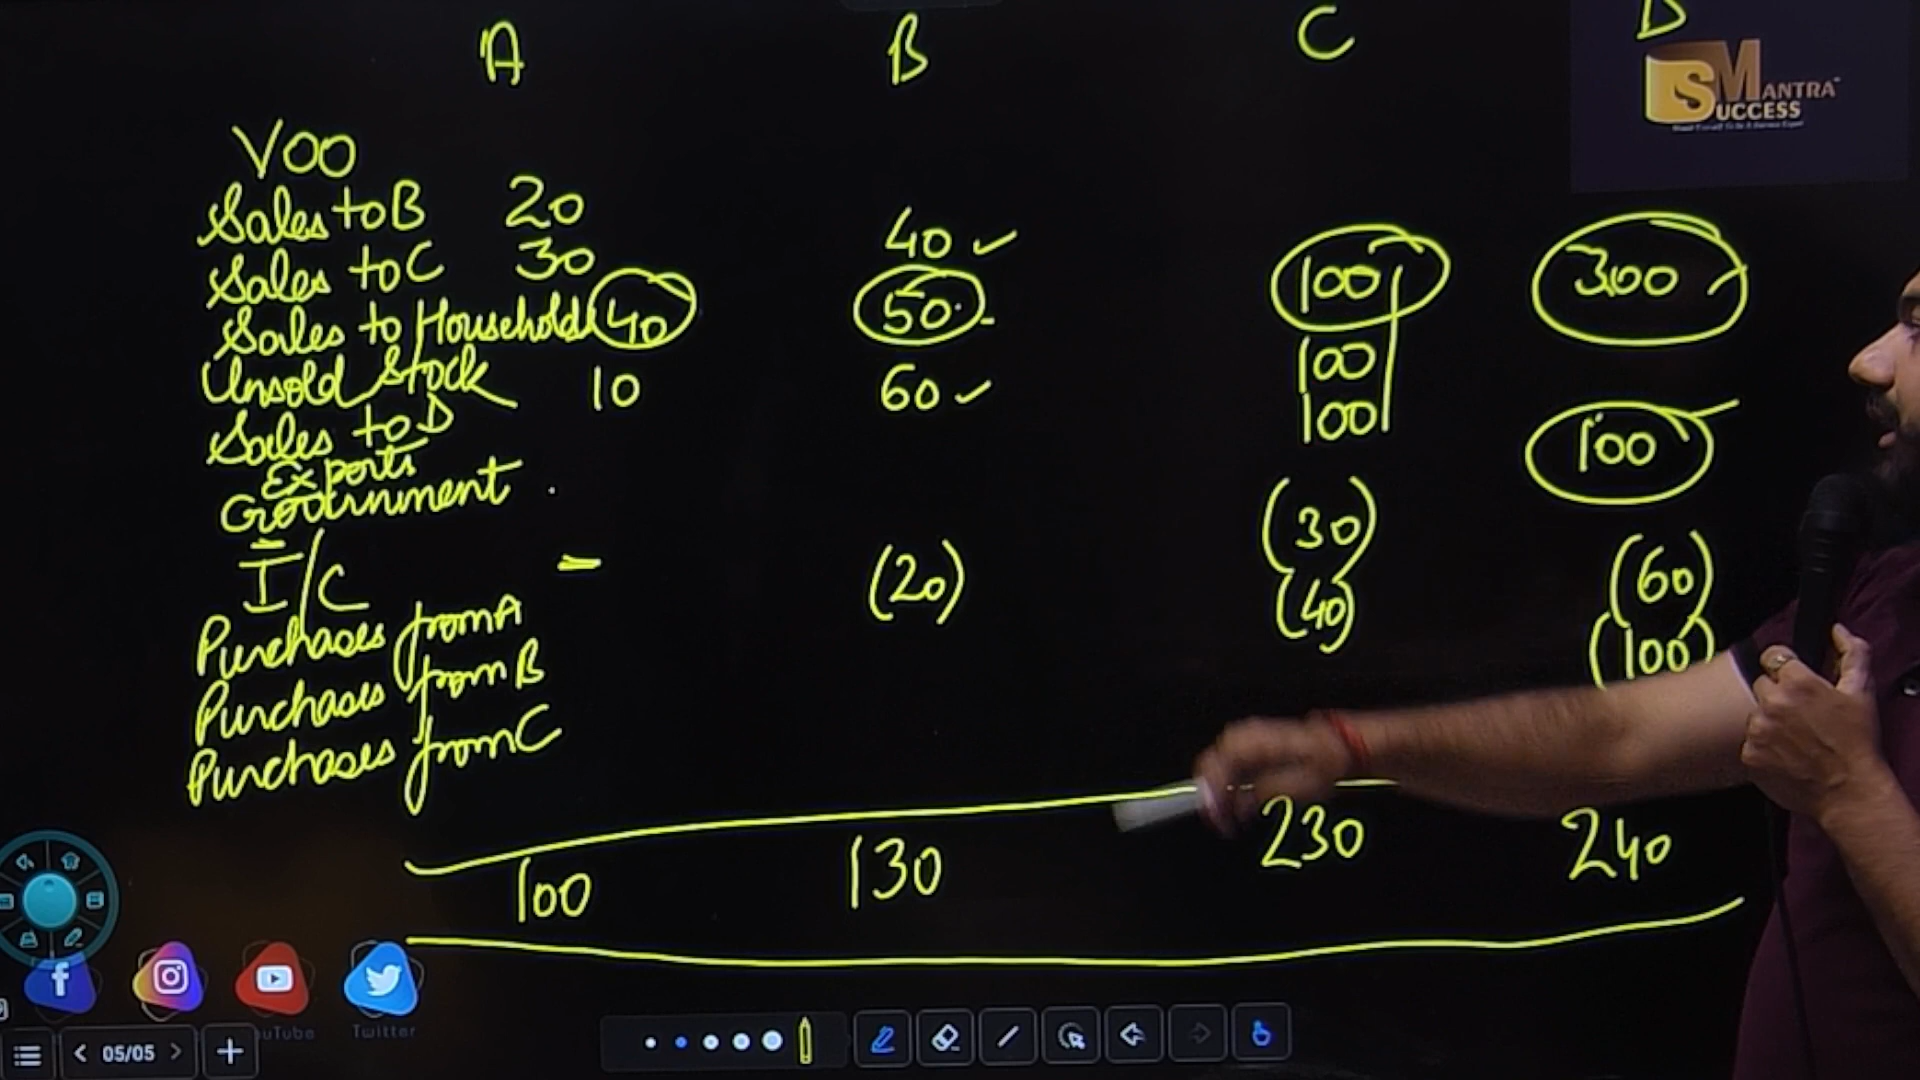 A B C D
SUCCESS MANTRA™
VOO
Sales to B 20 40 ✓ 100 300
Sales to C 30
Sales to Households 40 50 100
Unsold Stock 10 60 ✓ 100
Sales to D 100
Exports
Government
I/C - (20) (30) (60)
Purchases from A (40) (100)
Purchases from B
Purchases from C
100 130 230 240
Twitter
05/05